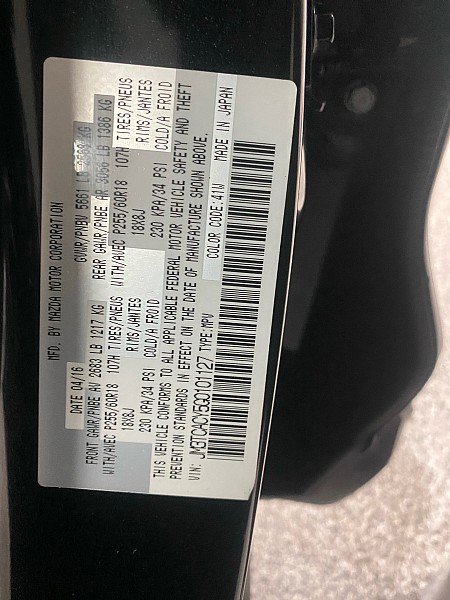 MFD. BY MAZDA MOTOR CORPORATION
DATE 04/16 GVWR/PNBV 5661 LB KG
FRONT GAWR/PNBE AV 2683 LB 1217 KG REAR GAWR/PNBE AR 3056 LB 1386 KG
WITH/AVEC P255/60R18 107H TIRES/PNEUS WITH/AVEC P255/60R18 107H TIRES/PNEUS
18X8J RIMS/JANTES 18X8J RIMS/JANTES
230 KPA/34 PSI COLD/A FROID 230 KPA/34 PSI COLD/A FROID
THIS VEHICLE CONFORMS TO ALL APPLICABLE FEDERAL MOTOR VEHICLE SAFETY AND THEFT
PREVENTION STANDARDS IN EFFECT ON THE DATE OF MANUFACTURE SHOWN ABOVE.
VIN: JM3TCACY5G0101127 TYPE:MPV COLOR CODE:41W MADE IN JAPAN